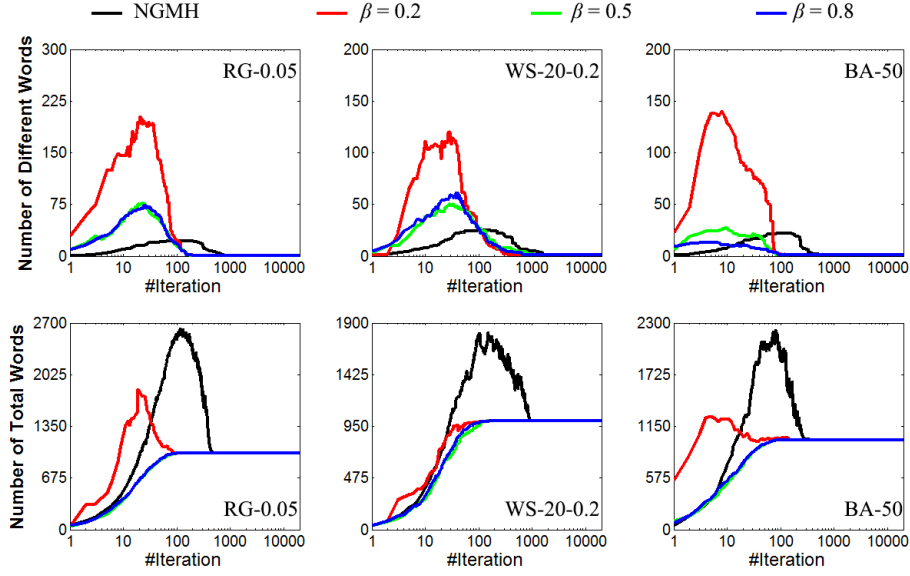 NGMH β = 0.2 β = 0.5 β = 0.8
Number of Different Words
300
225
150
75
0
RG-0.05
1 10 100 1000 10000
#Iteration
200
150
100
50
0
WS-20-0.2
1 10 100 1000 10000
#Iteration
200
150
100
50
0
BA-50
1 10 100 1000 10000
#Iteration
Number of Total Words
2700
2025
1350
675
0
RG-0.05
1 10 100 1000 10000
#Iteration
1900
1425
950
475
0
WS-20-0.2
1 10 100 1000 10000
#Iteration
2300
1725
1150
575
0
BA-50
1 10 100 1000 10000
#Iteration